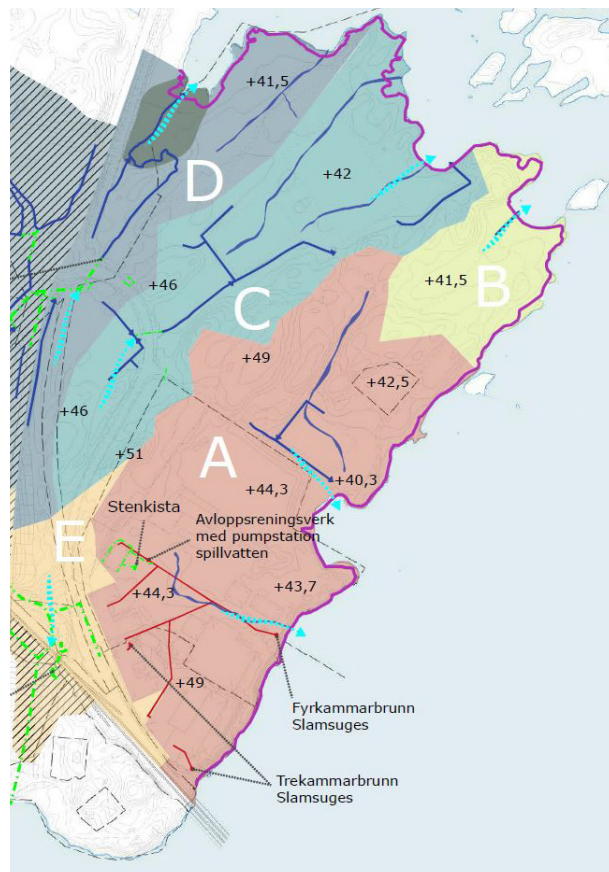 +41,5
D
+42
+46
+41,5
B
C
+49
+42,5
+46
+51
A
+44,3
+40,3
Stenkista
E
Avloppsreningsverk
med pumpstation
spillvatten
+44,3
+43,7
+49
Fyrkammarbrunn
Slamsuges
Trekammarbrunn
Slamsuges